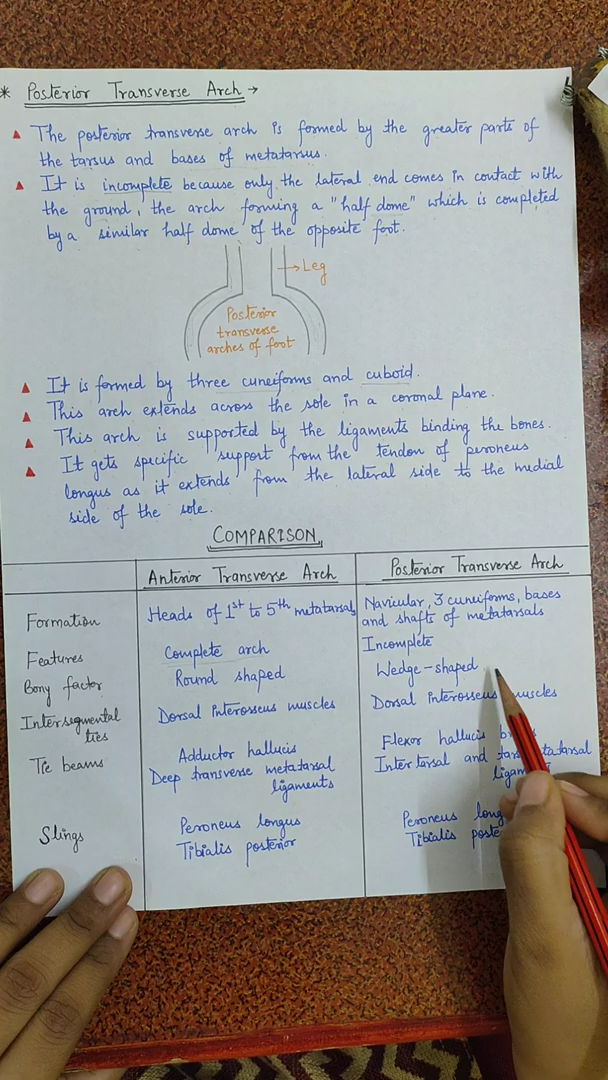 * Posterior Transverse Arch →
The posterior transverse arch is formed by the greater parts of
the tarsus and bases of metatarsus.
It is incomplete because only the lateral end comes in contact with
the ground, the arch forming a "half dome" which is completed
by a similar half dome of the opposite foot.
→ Leg
Posterior
transverse
arches of foot
It is formed by three cuneiforms and cuboid.
This arch extends across the sole in a coronal plane.
This arch is supported by the ligaments binding the bones.
It gets specific support from the tendon of peroneus
longus as it extends from the lateral side to the medial
side of the sole.
COMPARISON
Anterior Transverse Arch Posterior Transverse Arch
Formation Heads of 1st to 5th metatarsals Navicular, 3 cuneiforms, bases
and shafts of metatarsals
Features Complete arch Incomplete
Bony factor Round shaped Wedge-shaped
Intersegmental Dorsal interosseus muscles Dorsal interosseus muscles
ties
Tie beams Adductor hallucis Flexor hallucis
Deep transverse metatarsal Intertarsal and
ligaments
Slings Peroneus longus Peroneus
Tibialis posterior Tibialis